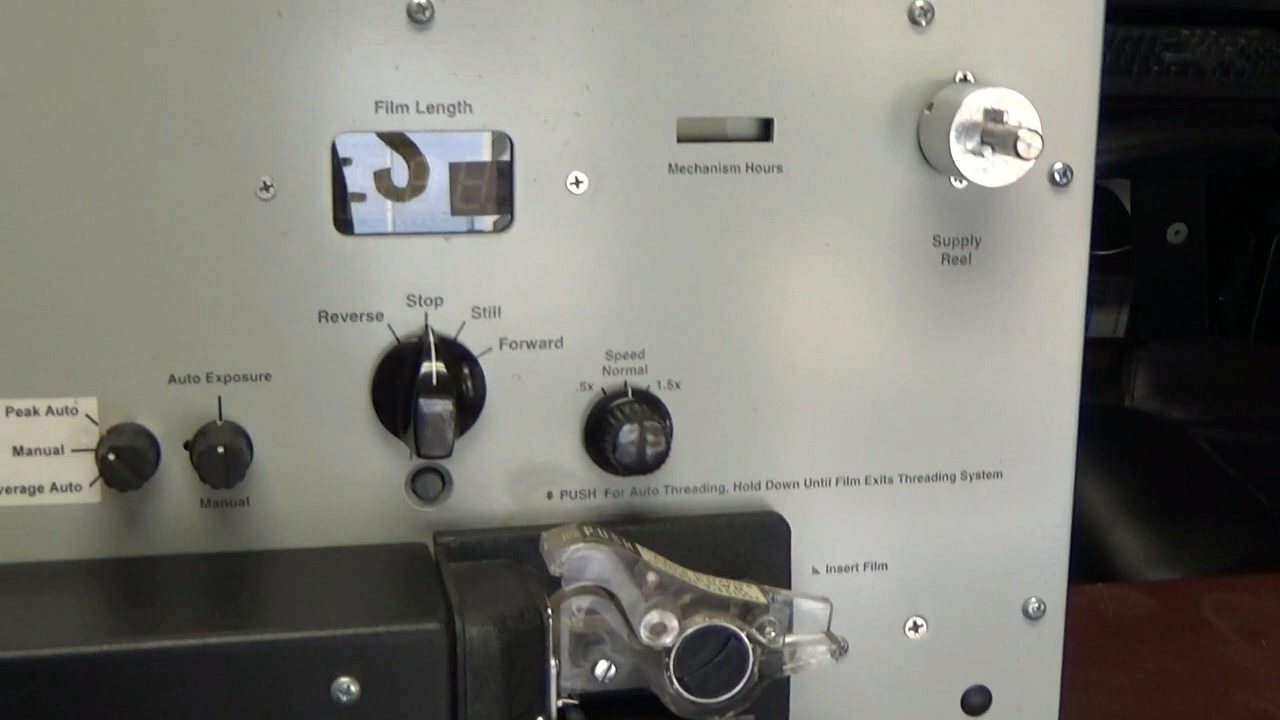 Film Length
Mechanism Hours
Supply
Reel
Stop
Reverse
Still
Forward
Speed
Normal
.5x
1.5x
Auto Exposure
Peak Auto
Manual
verage Auto
Manual
PUSH For Auto Threading. Hold Down Until Film Exits Threading System
PUSH
Insert Film